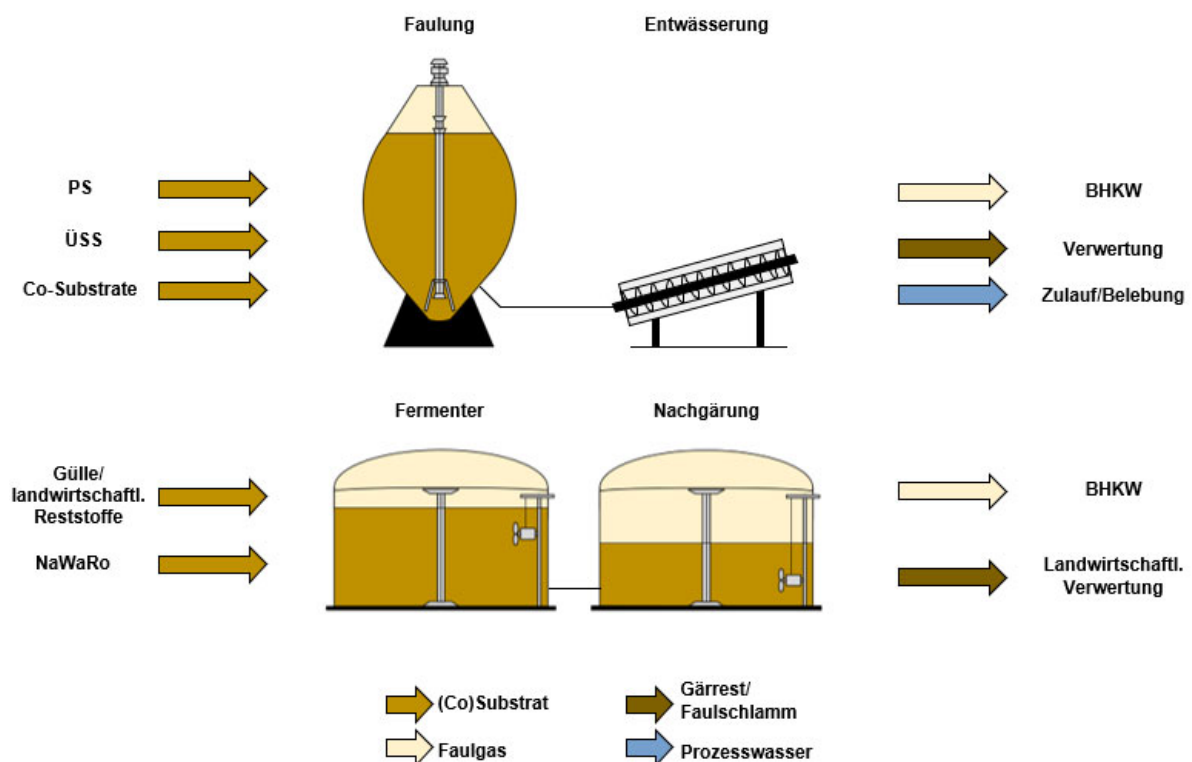 Faulung
Entwässerung
PS
ÜSS
Co-Substrate
BHKW
Verwertung
Zulauf/Belebung
Fermenter
Nachgärung
Gülle/
landwirtschaftl.
Reststoffe
NaWaRo
BHKW
Landwirtschaftl.
Verwertung
(Co)Substrat
Gärrest/
Faulschlamm
Faulgas
Prozesswasser